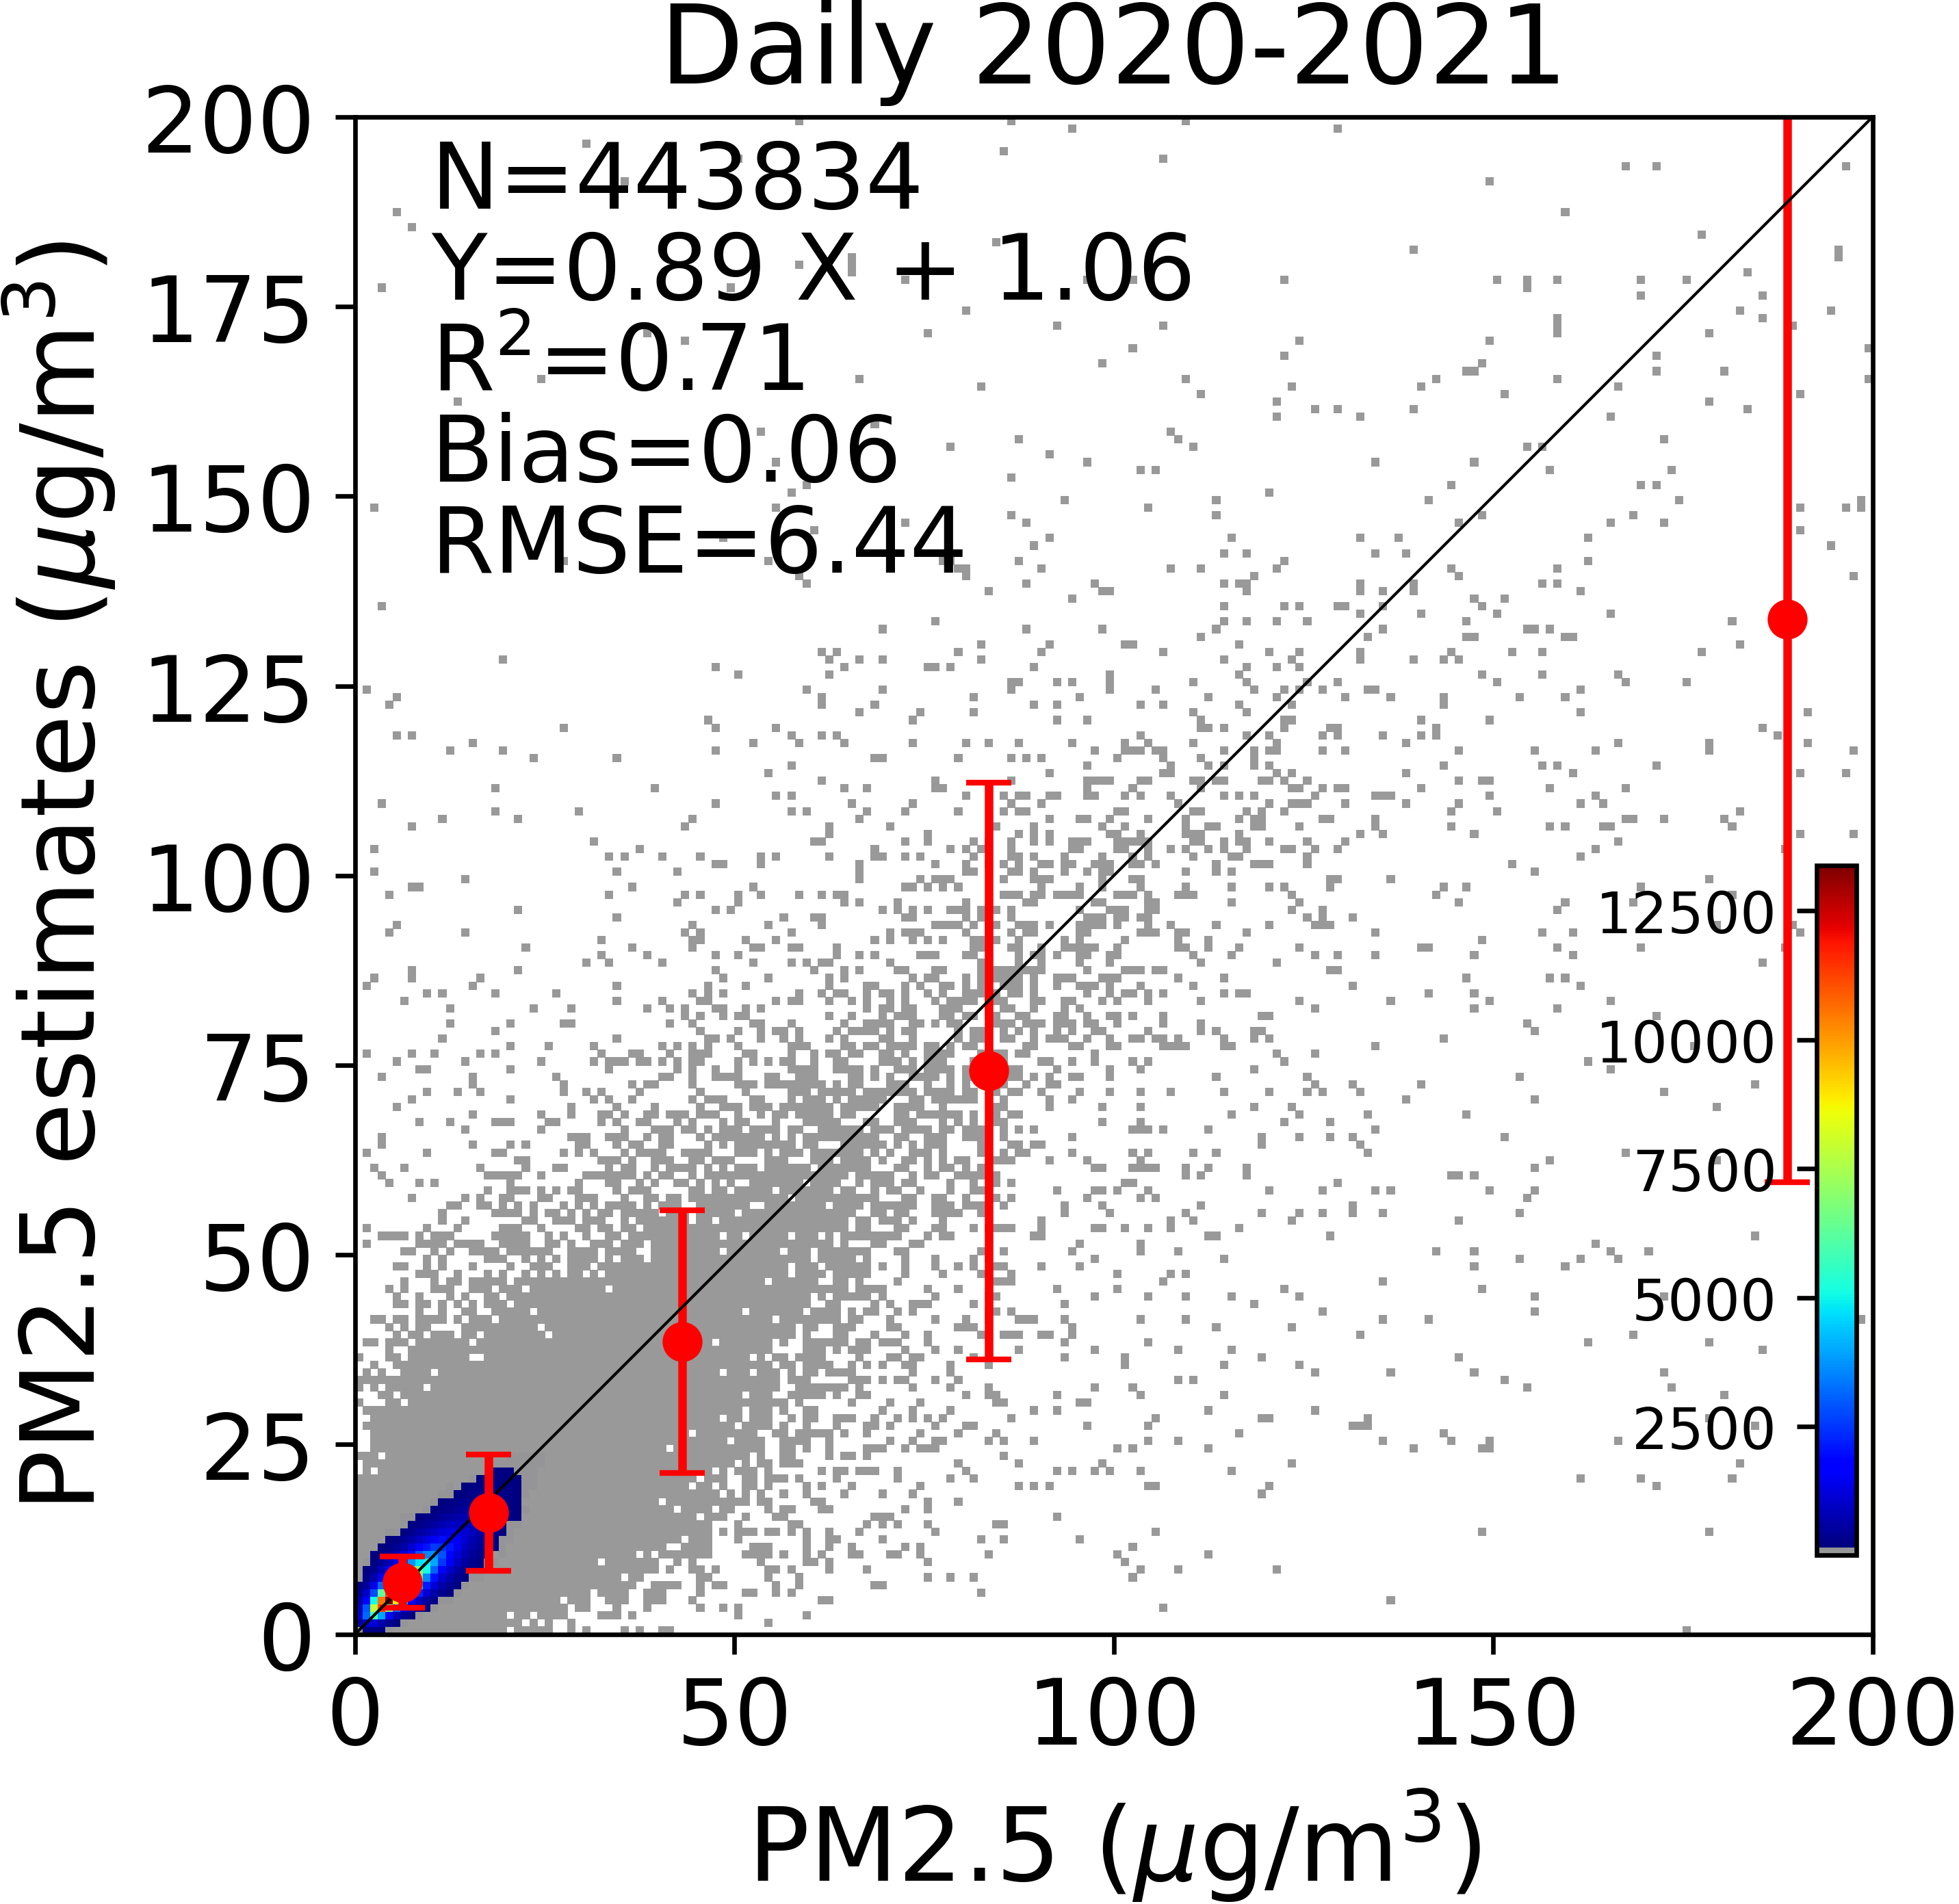 Daily 2020-2021
N=443834
Y=0.89 X + 1.06
R²=0.71
Bias=0.06
RMSE=6.44
PM2.5 estimates (μg/m³)
200
175
150
125
100
75
50
25
0
12500
10000
7500
5000
2500
0
50
100
150
200
PM2.5 (μg/m³)